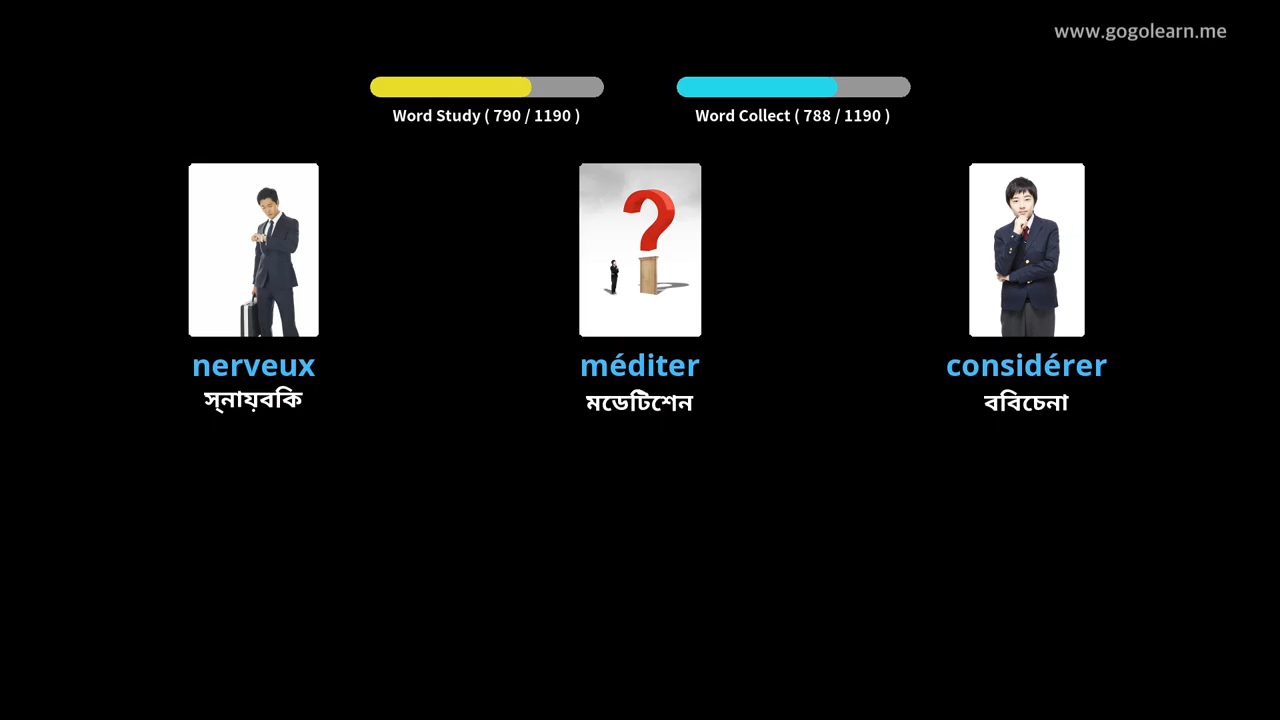 www.gogolearn.me
Word Study ( 790 / 1190 )
Word Collect ( 788 / 1190 )
nerveux
méditer
considérer
স্নায়বকি
মডেটিশেন
ববিচেনা